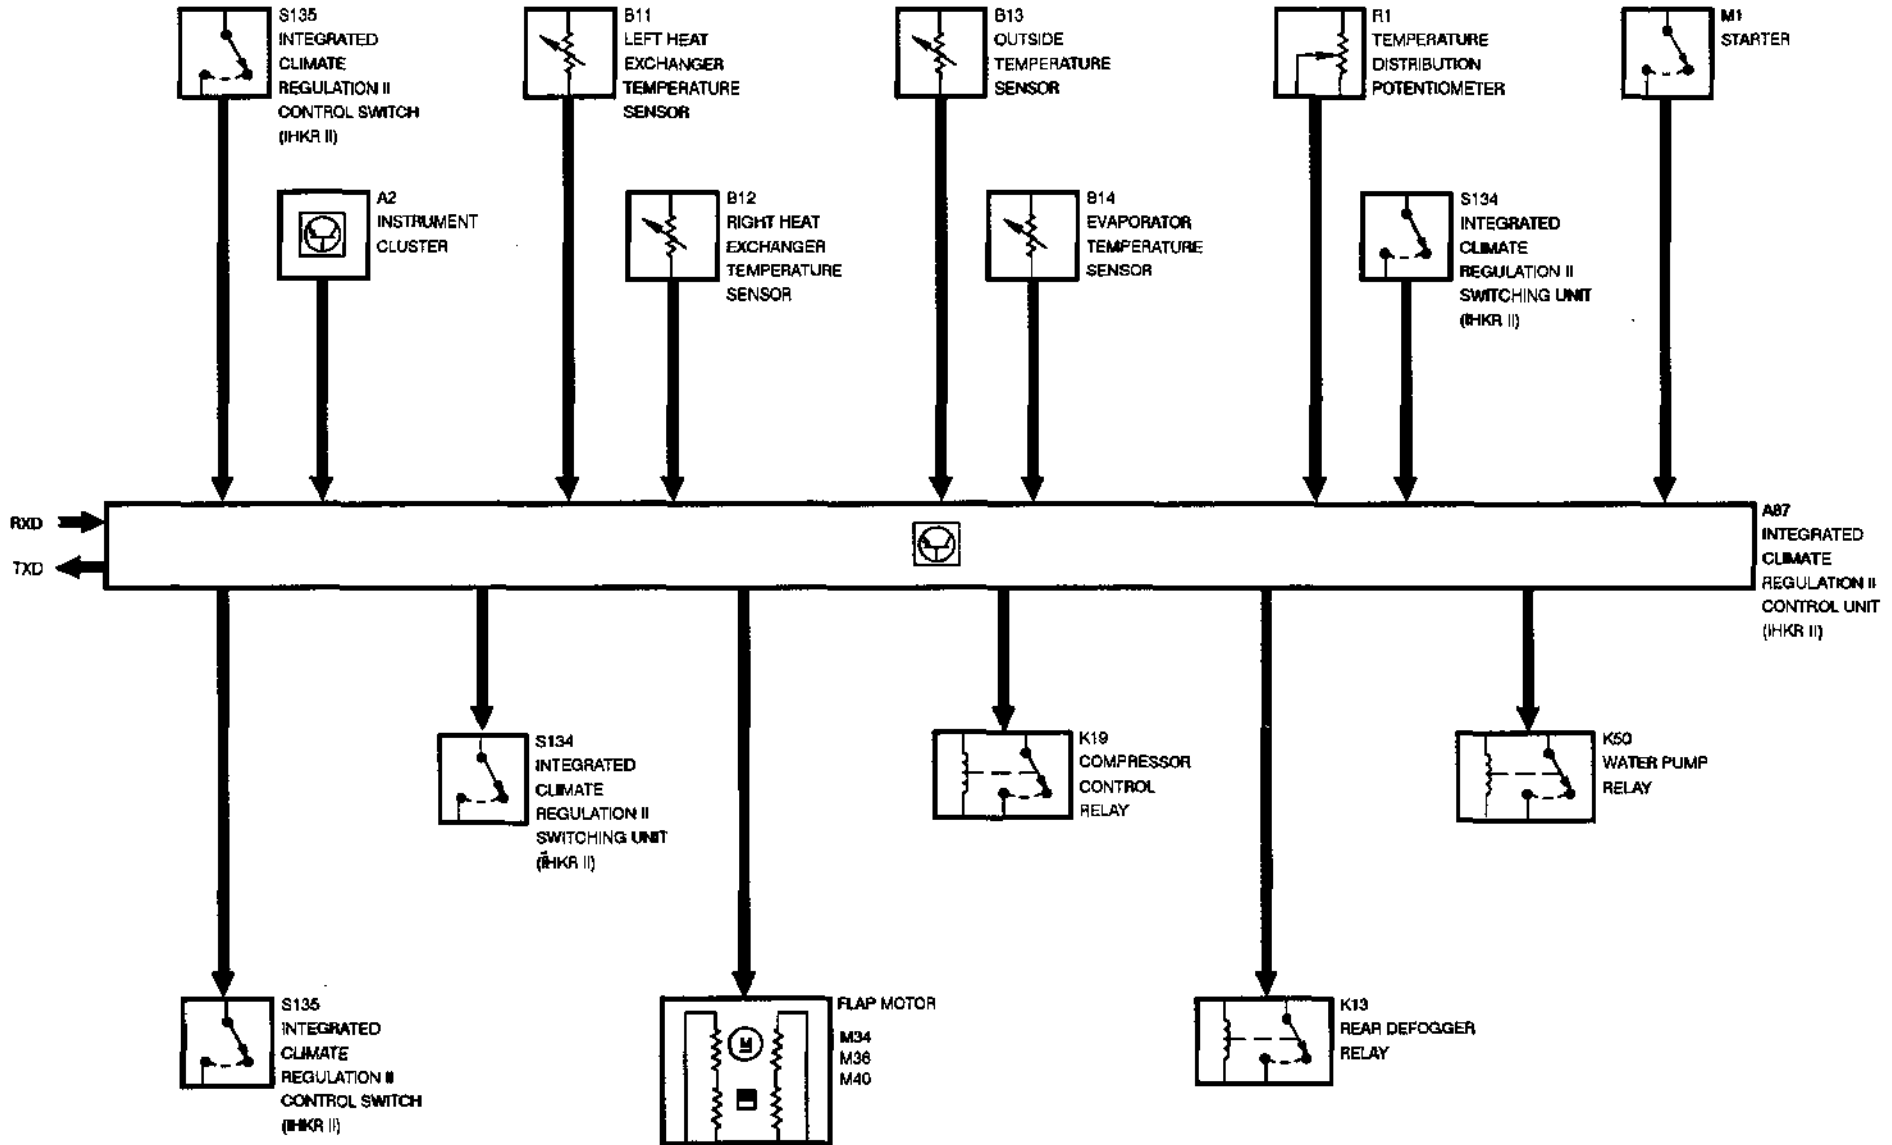 S135
INTEGRATED
CLIMATE
REGULATION II
CONTROL SWITCH
(IHKR II)
B11
LEFT HEAT
EXCHANGER
TEMPERATURE
SENSOR
B13
OUTSIDE
TEMPERATURE
SENSOR
R1
TEMPERATURE
DISTRIBUTION
POTENTIOMETER
M1
STARTER
A2
INSTRUMENT
CLUSTER
B12
RIGHT HEAT
EXCHANGER
TEMPERATURE
SENSOR
B14
EVAPORATOR
TEMPERATURE
SENSOR
S134
INTEGRATED
CLIMATE
REGULATION II
SWITCHING UNIT
(IHKR II)
RXD
TXD
A87
INTEGRATED
CLIMATE
REGULATION II
CONTROL UNIT
(IHKR II)
S134
INTEGRATED
CLIMATE
REGULATION II
SWITCHING UNIT
(IHKR II)
K19
COMPRESSOR
CONTROL
RELAY
K50
WATER PUMP
RELAY
S135
INTEGRATED
CLIMATE
REGULATION II
CONTROL SWITCH
(IHKR II)
FLAP MOTOR
M34
M36
M40
M
K13
REAR DEFOGGER
RELAY